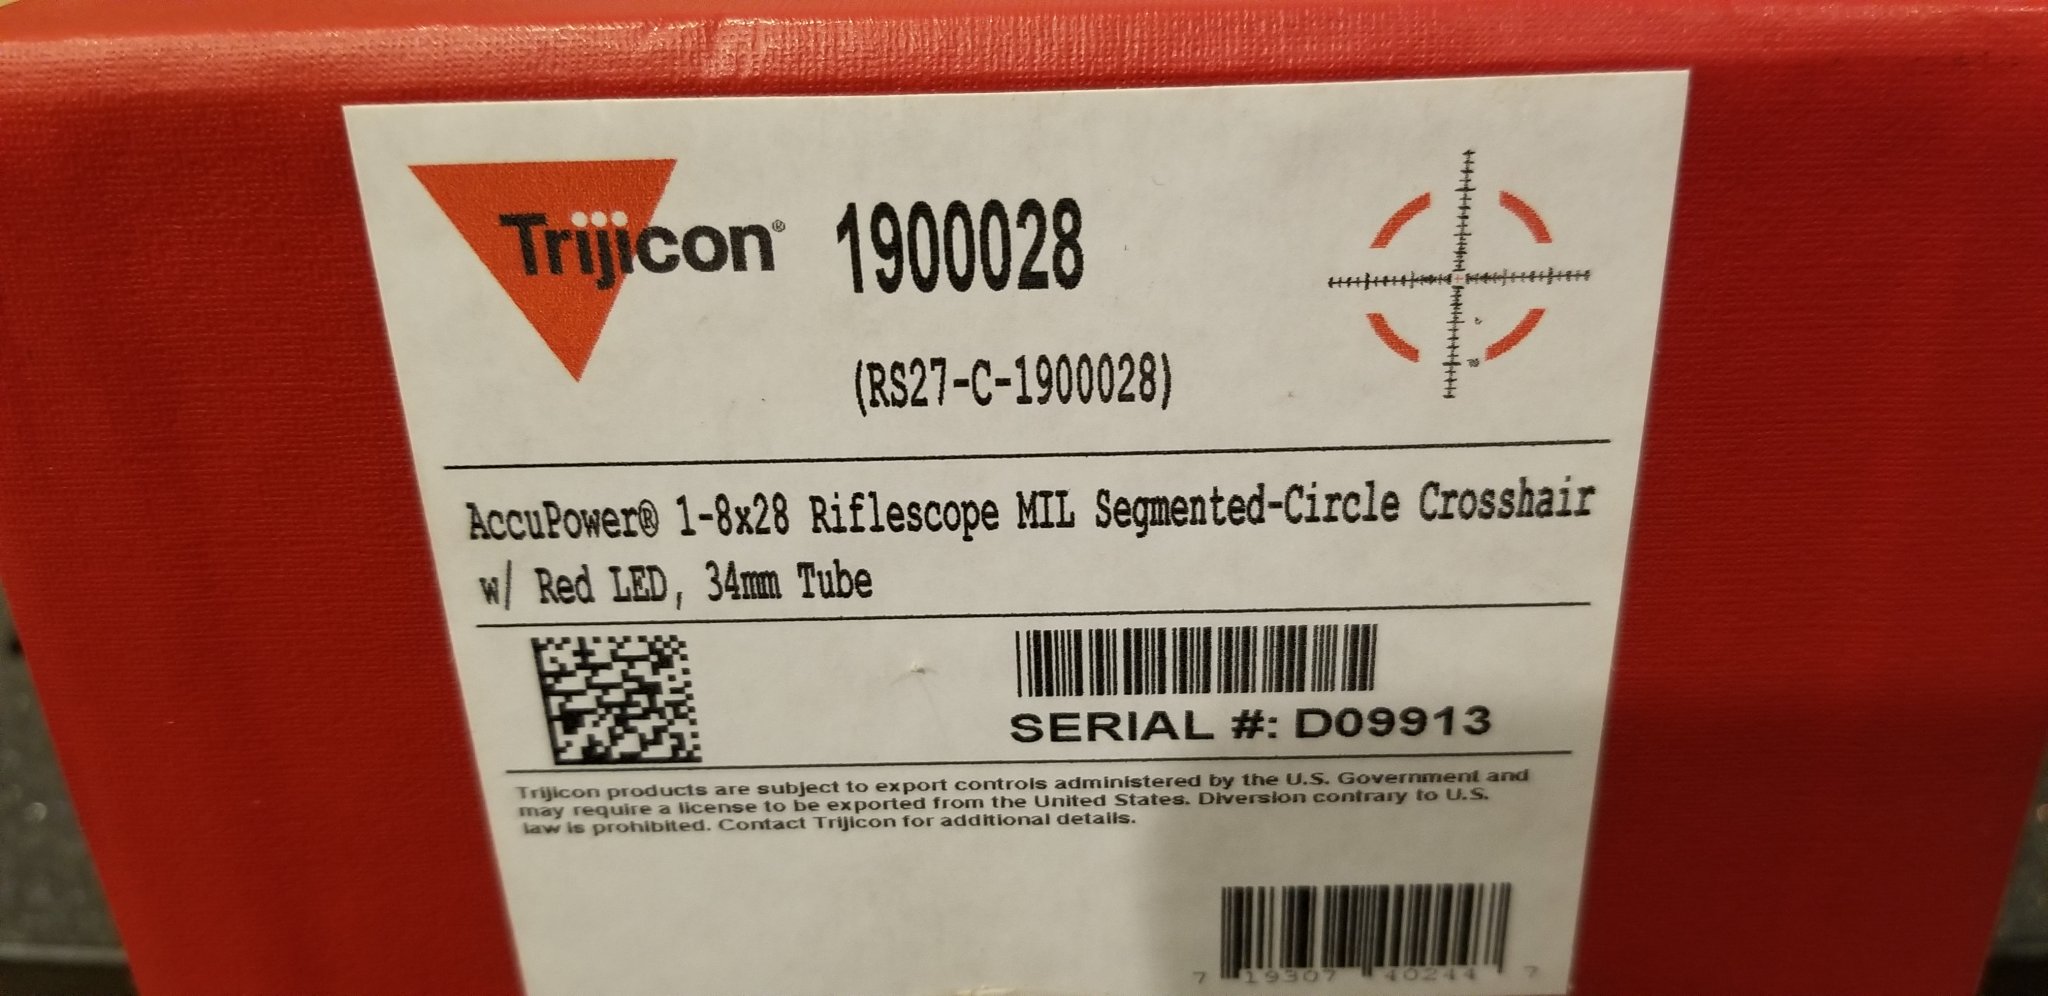 Trijicon® 1900028
(RS27-C-1900028)
AccuPower® 1-8x28 Riflescope MIL Segmented-Circle Crosshair
w/ Red LED, 34mm Tube
SERIAL #: D09913
Trijicon products are subject to export controls administered by the U.S. Government and
may require a license to be exported from the United States. Diversion contrary to U.S.
law is prohibited. Contact Trijicon for additional details.
7 19307 40244 7